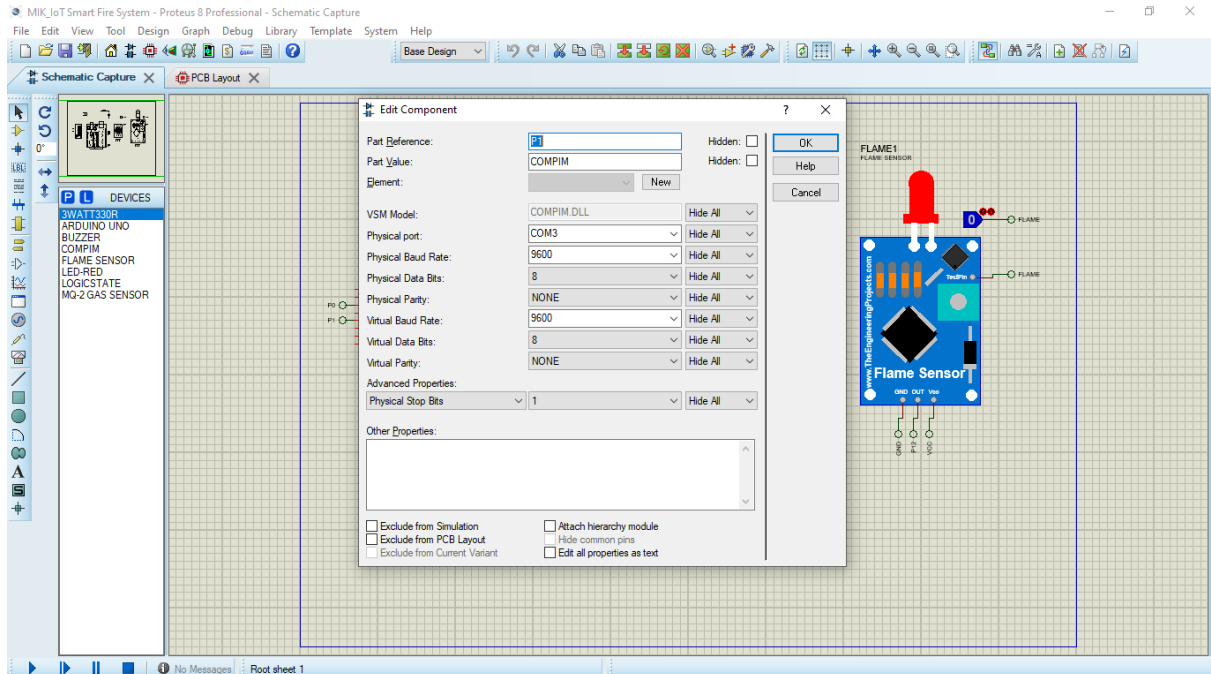 MIK_IoT Smart Fire System - Proteus 8 Professional - Schematic Capture
File Edit View Tool Design Graph Debug Library Template System Help
Base Design
Schematic Capture
PCB Layout
0°
LBL
P L DEVICES
3WATT330R
ARDUINO UNO
BUZZER
COMPIM
FLAME SENSOR
LED-RED
LOGICSTATE
MQ-2 GAS SENSOR
A
S
P0
P1
Edit Component
?
Part Reference: P1 Hidden:
Part Value: COMPIM Hidden:
Element: New
VSM Model: COMPIM.DLL Hide All
Physical port: COM3 Hide All
Physical Baud Rate: 9600 Hide All
Physical Data Bits: 8 Hide All
Physical Parity: NONE Hide All
Virtual Baud Rate: 9600 Hide All
Virtual Data Bits: 8 Hide All
Virtual Parity: NONE Hide All
Advanced Properties:
Physical Stop Bits 1 Hide All
Other Properties:
Exclude from Simulation Attach hierarchy module
Exclude from PCB Layout Hide common pins
Exclude from Current Variant Edit all properties as text
OK
Help
Cancel
FLAME1
FLAME SENSOR
0
FLAME
TestPin
FLAME
www.TheEngineeringProjects.com
Flame Sensor
GND OUT Vcc
GND
P12
VCC
No Messages
Root sheet 1